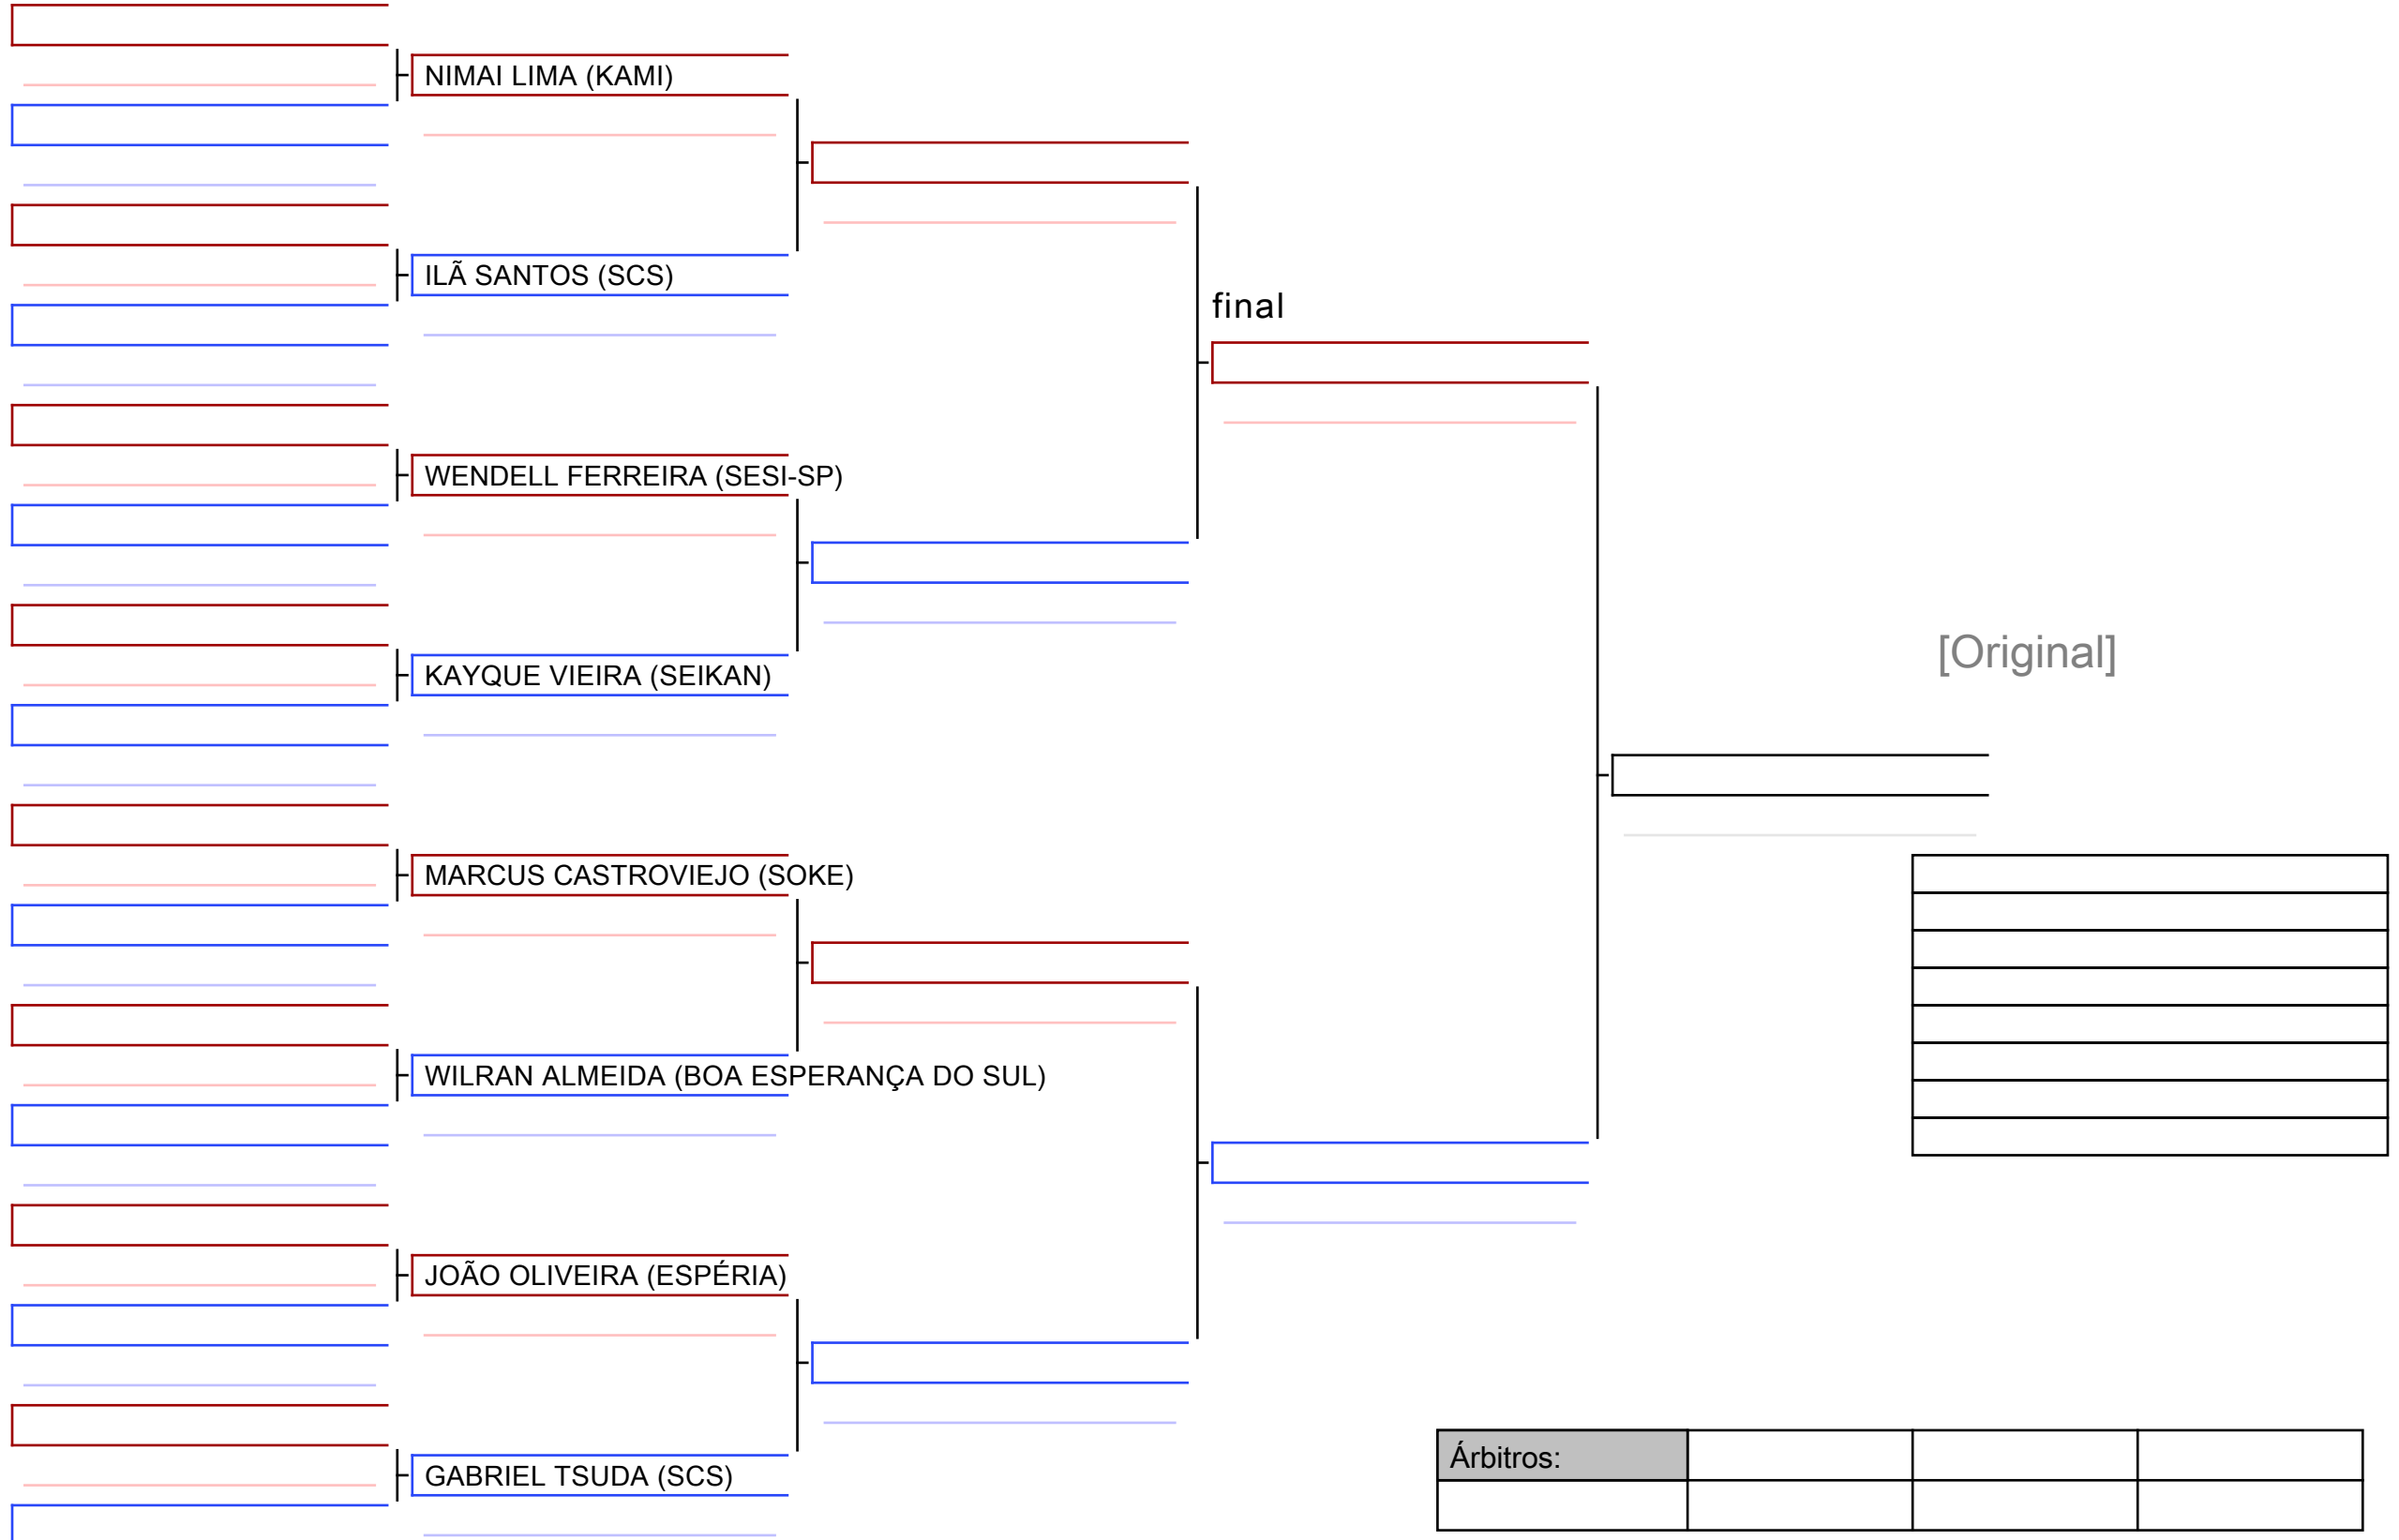 NIMAI LIMA (KAMI)
ILÃ SANTOS (SCS)
final
WENDELL FERREIRA (SESI-SP)
[Original]
KAYQUE VIEIRA (SEIKAN)
MARCUS CASTROVIEJO (SOKE)
WILRAN ALMEIDA (BOA ESPERANÇA DO SUL)
JOÃO OLIVEIRA (ESPÉRIA)
Árbitros:
GABRIEL TSUDA (SCS)